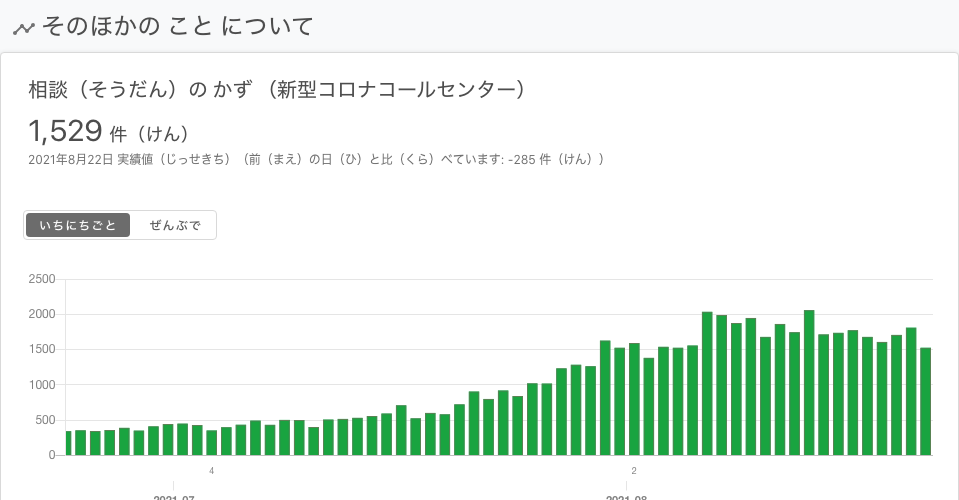 そのほかの こと について
相談（そうだん）の かず （新型コロナコールセンター）
1,529 件（けん）
2021年8月22日 実績値（じっせきち）（前（まえ）の日（ひ）と比（くら）べています: -285 件（けん））
いちにちごと ぜんぶで
2500
2000
1500
1000
500
0
4 2
2021-07 2021-08